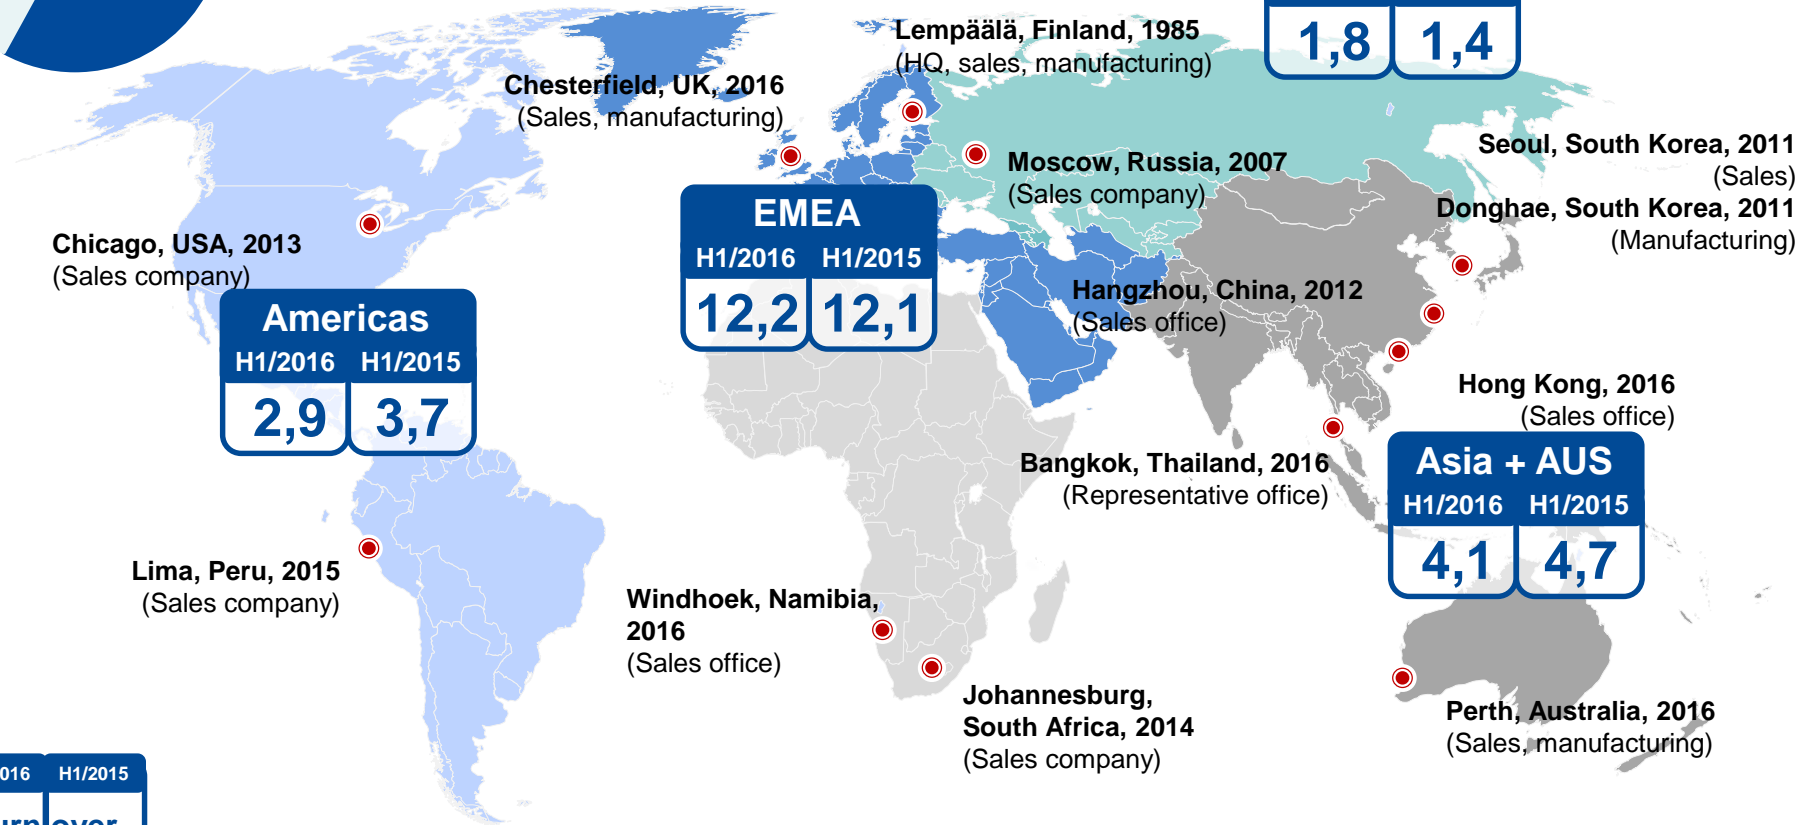 Lempäälä, Finland, 1985
(HQ, sales, manufacturing)
1,8 1,4
Chesterfield, UK, 2016
(Sales, manufacturing)
Seoul, South Korea, 2011
(Sales)
Donghae, South Korea, 2011
(Manufacturing)
Moscow, Russia, 2007
(Sales company)
EMEA
H1/2016 H1/2015
12,2 12,1
Chicago, USA, 2013
(Sales company)
Hangzhou, China, 2012
(Sales office)
Americas
H1/2016 H1/2015
2,9 3,7
Hong Kong, 2016
(Sales office)
Bangkok, Thailand, 2016
(Representative office)
Asia + AUS
H1/2016 H1/2015
4,1 4,7
Lima, Peru, 2015
(Sales company)
Windhoek, Namibia,
2016
(Sales office)
Johannesburg,
South Africa, 2014
(Sales company)
Perth, Australia, 2016
(Sales, manufacturing)
016 H1/2015